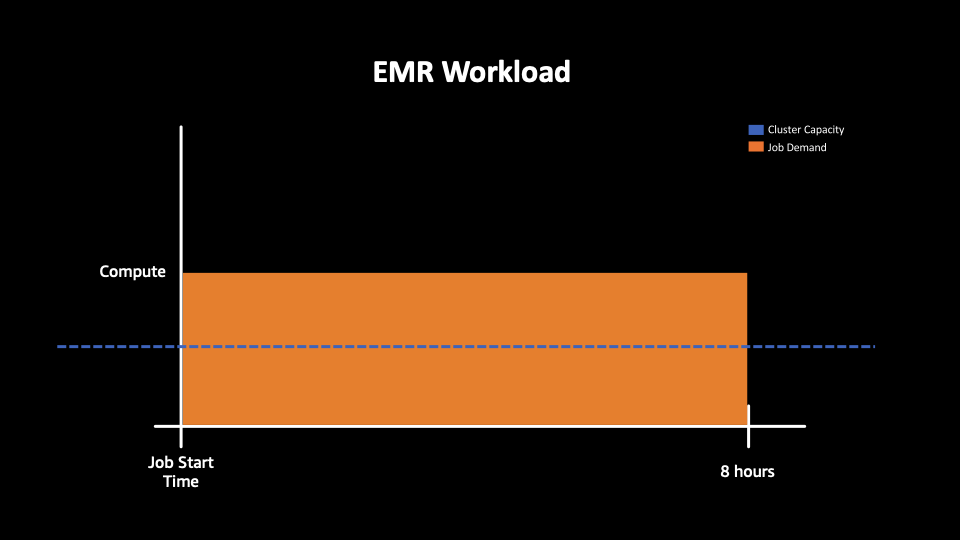 EMR Workload
Cluster Capacity
Job Demand
Compute
Job Start
Time
8 hours